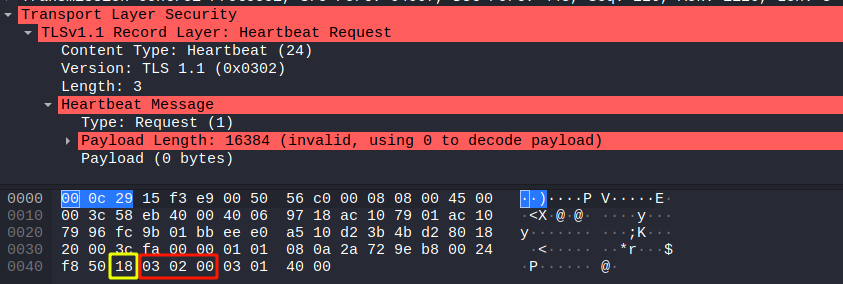 Transport Layer Security
TLSv1.1 Record Layer: Heartbeat Request
Content Type: Heartbeat (24)
Version: TLS 1.1 (0x0302)
Length: 3
Heartbeat Message
Type: Request (1)
Payload Length: 16384 (invalid, using 0 to decode payload)
Payload (0 bytes)
0000 00 0c 29 15 f3 e9 00 50 56 c0 00 08 08 00 45 00 ··)····P V·····E·
0010 00 3c 58 eb 40 00 40 06 97 18 ac 10 79 01 ac 10 ·<X·@·@· ····y···
0020 79 96 fc 9b 01 bb ee e0 a5 10 d2 3b 4b d2 80 18 y······· ···;K···
0030 20 00 3c fa 00 00 01 01 08 0a 2a 72 9e b8 00 24 ·<····· ··*r···$
0040 f8 50 18 03 02 00 03 01 40 00 ·P······ @·